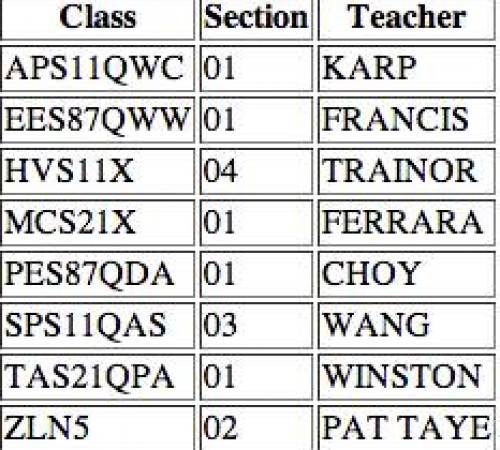 Class Section Teacher
APS11QWC 01 KARP
EES87QWW 01 FRANCIS
HVS11X 04 TRAINOR
MCS21X 01 FERRARA
PES87QDA 01 CHOY
SPS11QAS 03 WANG
TAS21QPA 01 WINSTON
ZLN5 02 PAT TAYE